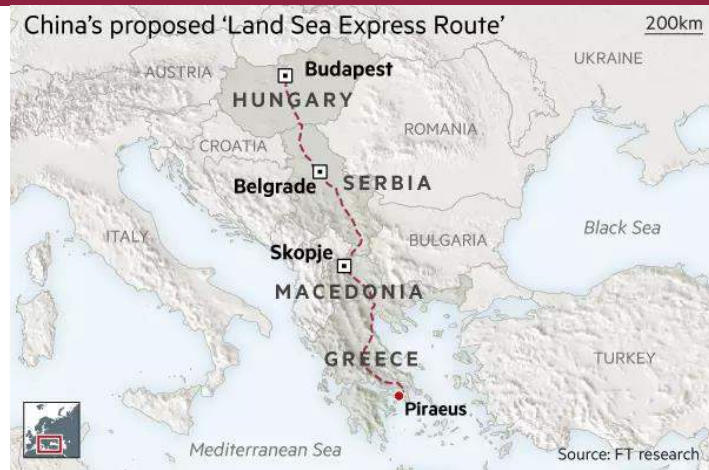 China's proposed ‘Land Sea Express Route’
200km
UKRAINE
AUSTRIA
Budapest
HUNGARY
ROMANIA
CROATIA
Belgrade
SERBIA
ITALY
BULGARIA
Black Sea
Skopje
MACEDONIA
GREECE
TURKEY
Piraeus
Mediterranean Sea
Source: FT research